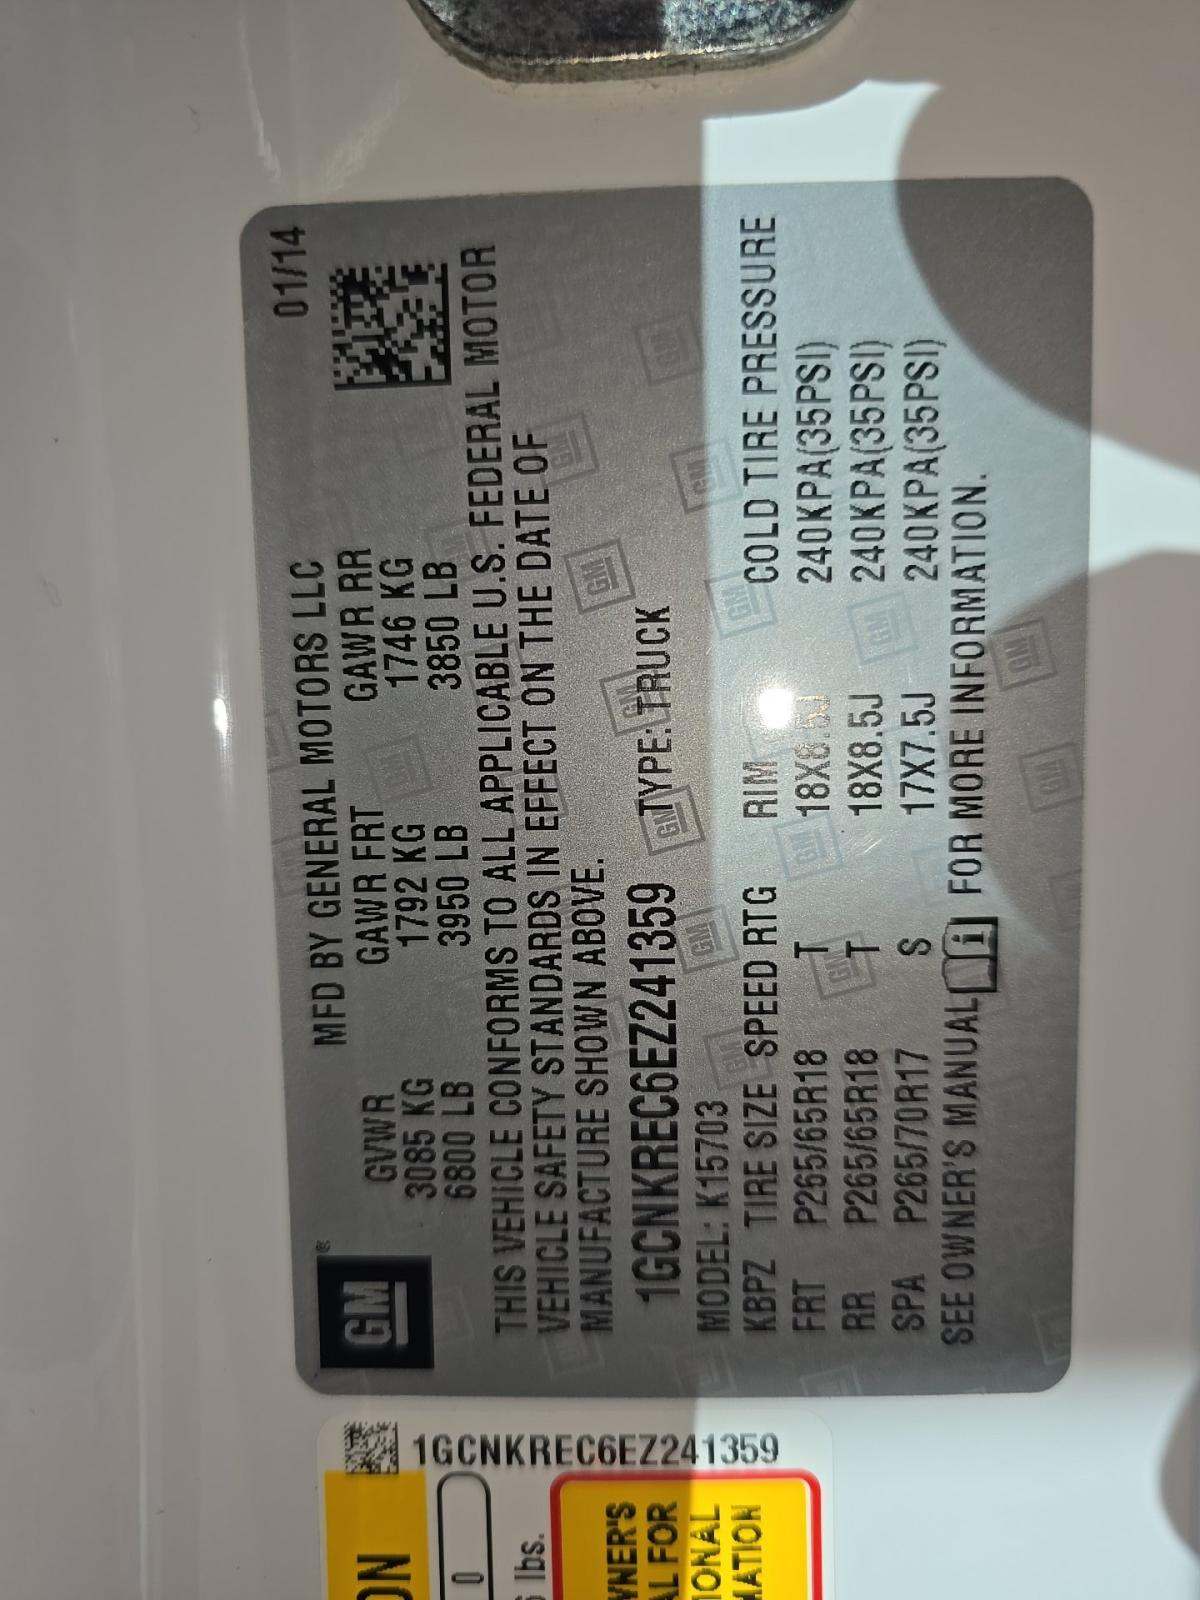 01/14
MFD BY GENERAL MOTORS LLC
GVWR GAWR FRT GAWR RR
3085 KG 1792 KG 1746 KG
6800 LB 3950 LB 3850 LB
GM®
THIS VEHICLE CONFORMS TO ALL APPLICABLE U.S. FEDERAL MOTOR
VEHICLE SAFETY STANDARDS IN EFFECT ON THE DATE OF
MANUFACTURE SHOWN ABOVE.
1GCNKREC6EZ241359 TYPE: TRUCK
MODEL: K15703
KBPZ TIRE SIZE SPEED RTG RIM COLD TIRE PRESSURE
FRT P265/65R18 T 18X8.5J 240KPA(35PSI)
RR P265/65R18 T 18X8.5J 240KPA(35PSI)
SPA P265/70R17 S 17X7.5J 240KPA(35PSI)
SEE OWNER'S MANUAL i FOR MORE INFORMATION.
1GCNKREC6EZ241359
0
lbs.